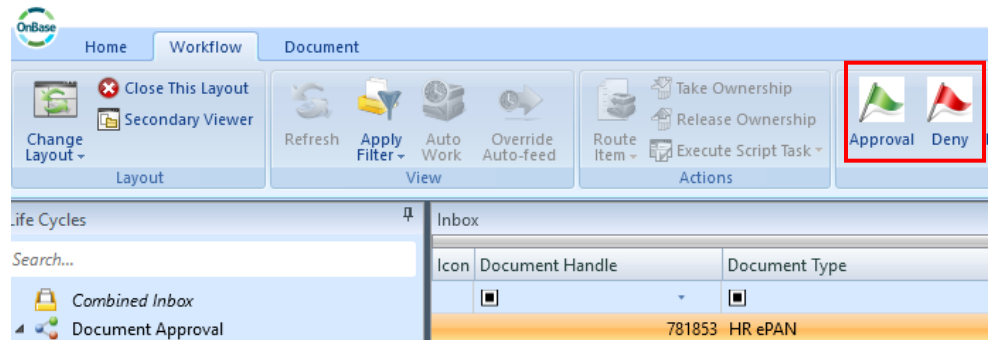 OnBase
Home Workflow Document
Close This Layout
Secondary Viewer
Change
Layout
Refresh
Apply
Filter
Auto
Work
Override
Auto-feed
Route
Item
Take Ownership
Release Ownership
Execute Script Task
Approval Deny
Layout View Actions
Life Cycles
Search...
Combined Inbox
Document Approval
Inbox
Icon Document Handle Document Type
781853 HR ePAN